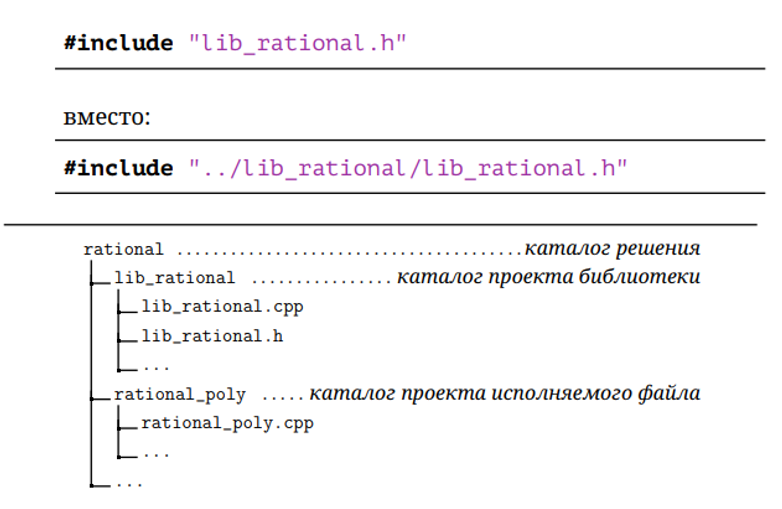 #include "lib_rational.h"
вместо:
#include "../lib_rational/lib_rational.h"
rational .......................................каталог решения
lib_rational ................каталог проекта библиотеки
lib_rational.cpp
lib_rational.h
...
rational_poly .....каталог проекта исполняемого файла
rational_poly.cpp
...
...